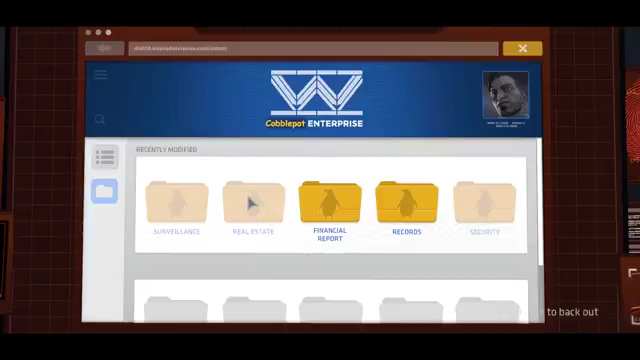 Cobblepot ENTERPRISE
RECENTLY MODIFIED
SURVEILLANCE
REAL ESTATE
FINANCIAL
REPORT
RECORDS
SECURITY
to back out